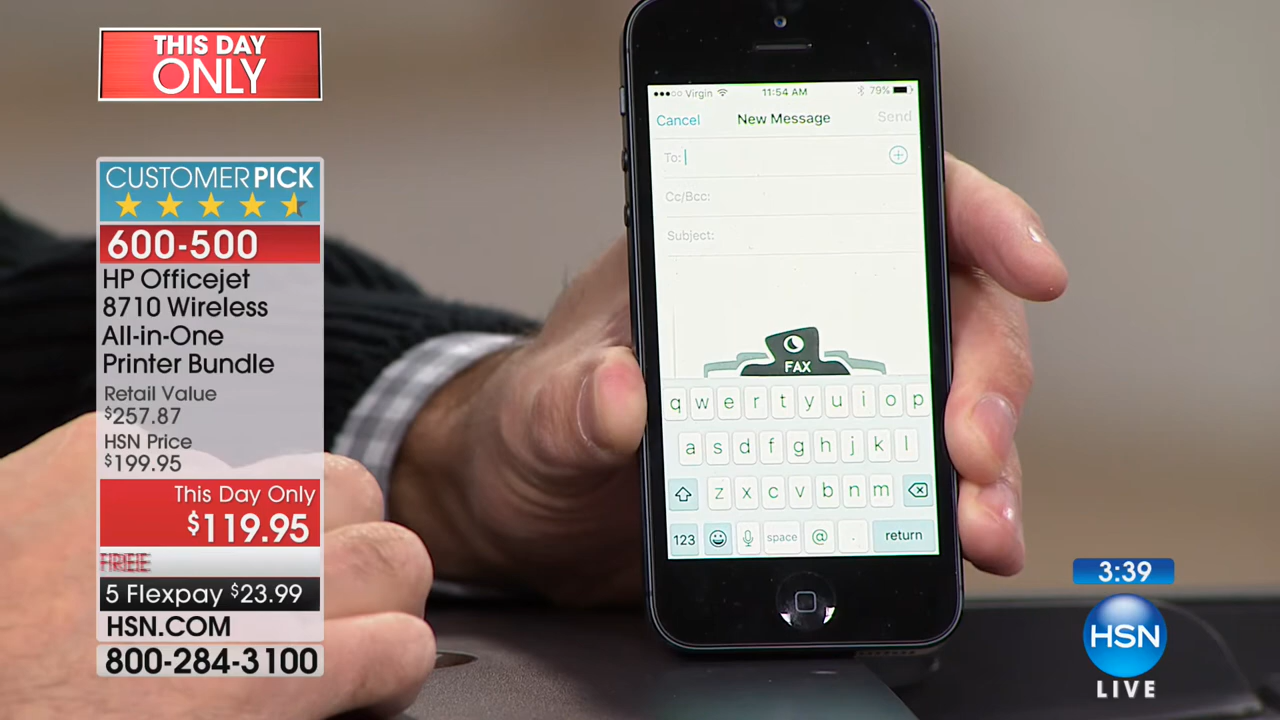 THIS DAY
ONLY
CUSTOMER PICK
600-500
HP Officejet
8710 Wireless
All-in-One
Printer Bundle
Retail Value
$257.87
HSN Price
$199.95
This Day Only
$119.95
FREE
5 Flexpay $23.99
HSN.COM
800-284-3100
Virgin 11:54 AM 79%
Cancel New Message Send
To:
Cc/Bcc:
Subject:
FAX
q w e r t y u i o p
a s d f g h j k l
z x c v b n m
123 space @ . return
3:39
HSN
LIVE